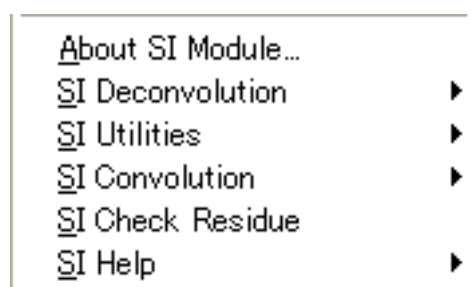 About SI Module...
SI Deconvolution
SI Utilities
SI Convolution
SI Check Residue
SI Help